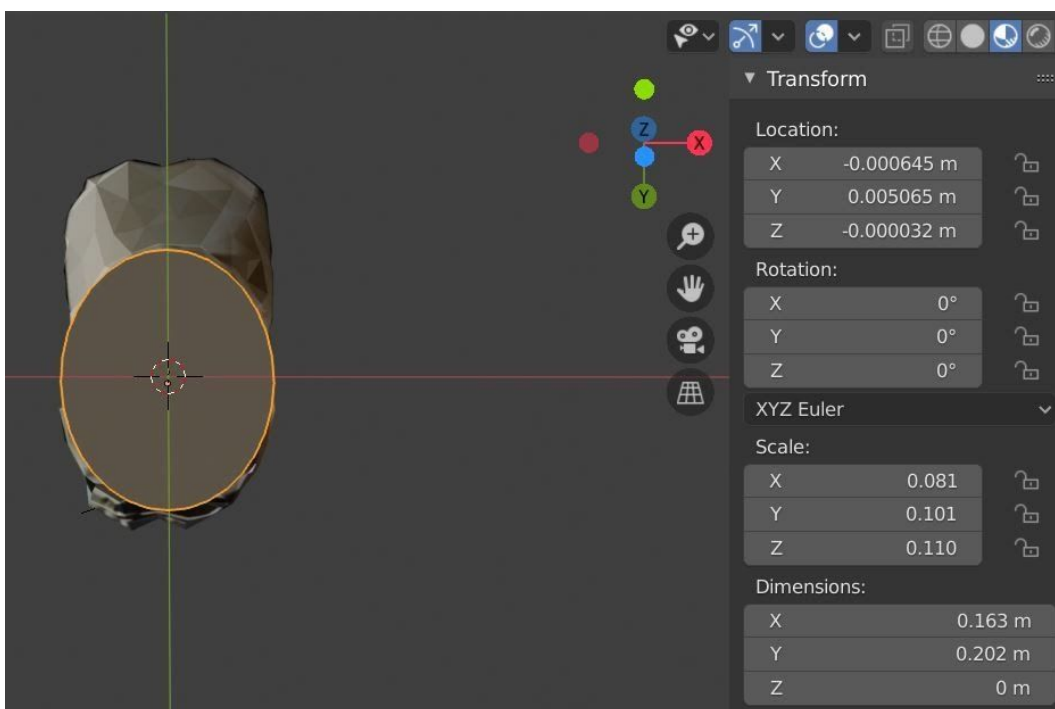 Transform
Location:
X -0.000645 m
Y 0.005065 m
Z -0.000032 m
Rotation:
X 0°
Y 0°
Z 0°
XYZ Euler
Scale:
X 0.081
Y 0.101
Z 0.110
Dimensions:
X 0.163 m
Y 0.202 m
Z 0 m
Z
X
Y